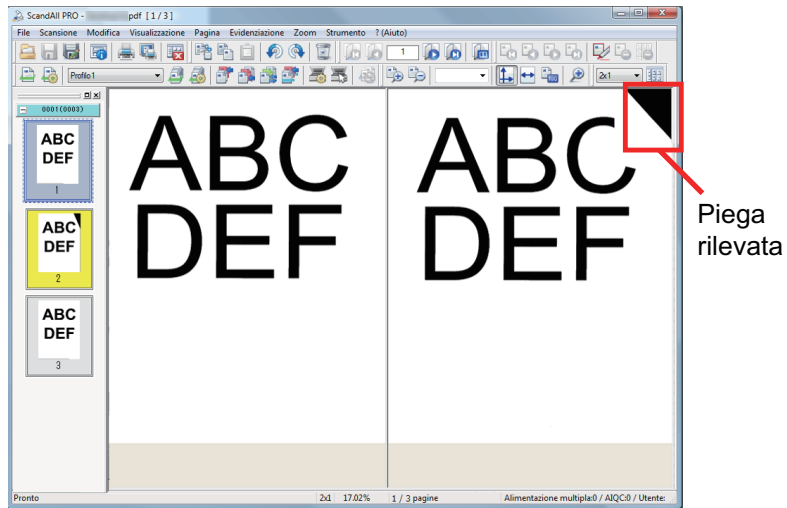 ScandAll PRO - pdf [ 1 / 3 ]
File Scansione Modifica Visualizzazione Pagina Evidenziazione Zoom Strumento ? (Aiuto)
1
Profilo1
2x1
0001(0003)
ABC
DEF
1
ABC
DEF
2
ABC
DEF
3
ABC
DEF
ABC
DEF
Piega
rilevata
Pronto
2x1 17.02% 1 / 3 pagine Alimentazione multipla:0 / AIQC:0 / Utente: